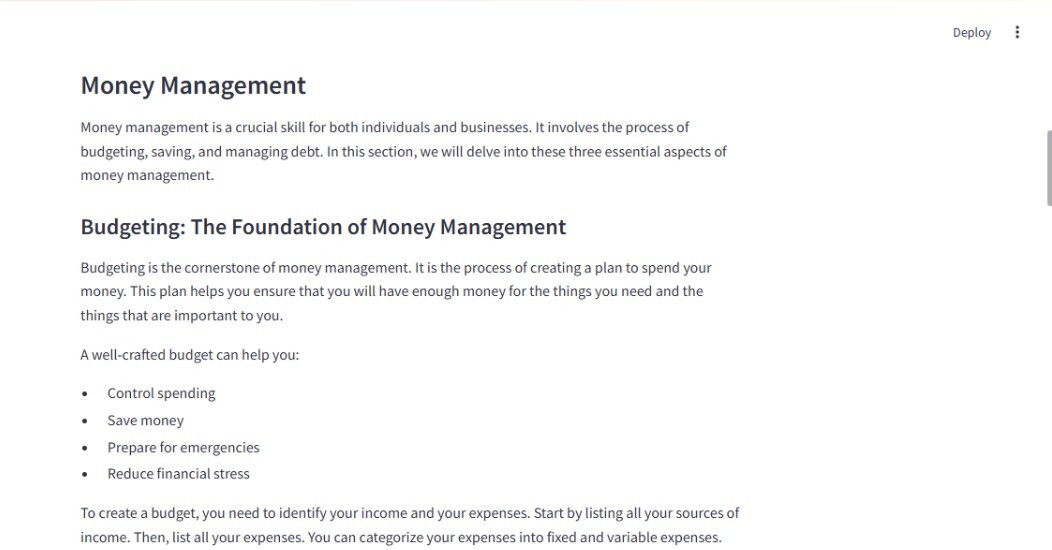 Deploy
Money Management
Money management is a crucial skill for both individuals and businesses. It involves the process of
budgeting, saving, and managing debt. In this section, we will delve into these three essential aspects of
money management.
Budgeting: The Foundation of Money Management
Budgeting is the cornerstone of money management. It is the process of creating a plan to spend your
money. This plan helps you ensure that you will have enough money for the things you need and the
things that are important to you.
A well-crafted budget can help you:
• Control spending
• Save money
• Prepare for emergencies
• Reduce financial stress
To create a budget, you need to identify your income and your expenses. Start by listing all your sources of
income. Then, list all your expenses. You can categorize your expenses into fixed and variable expenses.